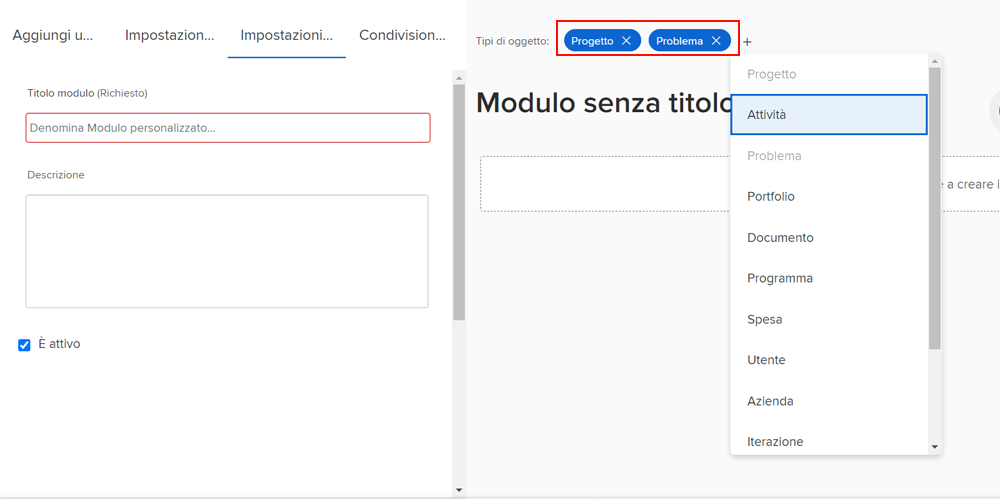 Aggiungi u...
Impostazion...
Impostazioni...
Condivision...
Titolo modulo (Richiesto)
Denomina Modulo personalizzato...
Descrizione
È attivo
Tipi di oggetto: Progetto Problema
Modulo senza titolo
e a creare i
Progetto
Attività
Problema
Portfolio
Documento
Programma
Spesa
Utente
Azienda
Iterazione